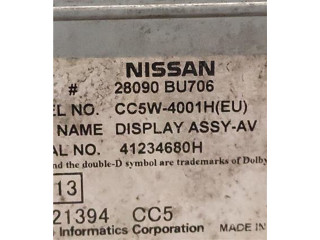 NISSAN
# 28090 BU706
EL NO. CC5W-4001H(EU)
NAME DISPLAY ASSY-AV
AL NO. 41234680H
and the double-D symbol are trademarks of Dolby
13
21394 CC5
Informatics Corporation MADE IN